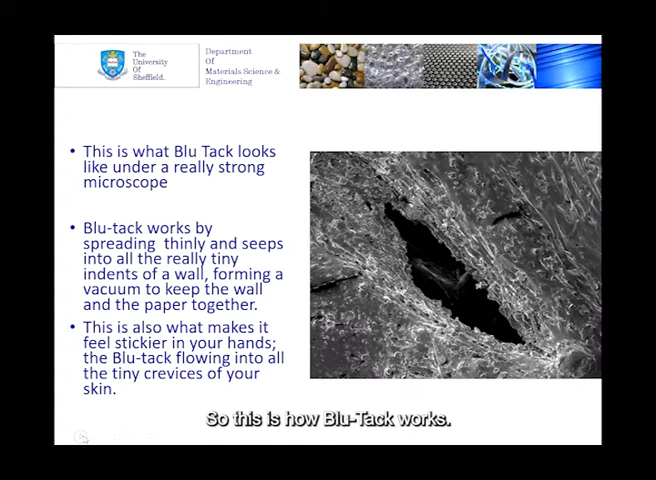 The
University
Of
Sheffield.
Department
Of
Materials Science &
Engineering
• This is what Blu Tack looks
like under a really strong
microscope
• Blu-tack works by
spreading thinly and seeps
into all the really tiny
indents of a wall, forming a
vacuum to keep the wall
and the paper together.
• This is also what makes it
feel stickier in your hands;
the Blu-tack flowing into all
the tiny crevices of your
skin.
So this is how Blu-Tack works.